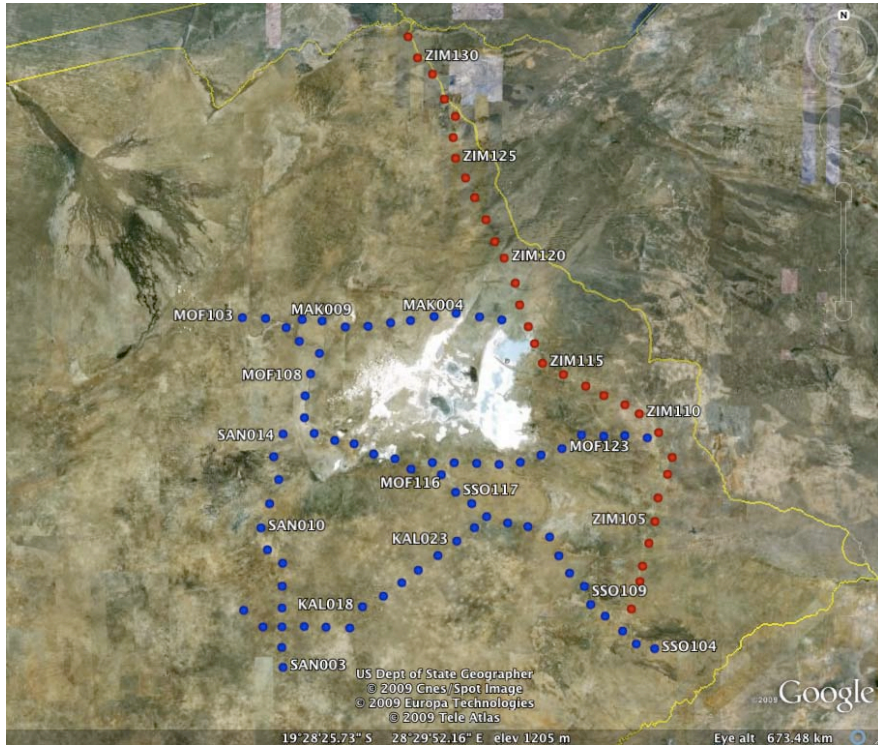 N
ZIM130
ZIM125
ZIM120
MAK009
MAK004
MOF103
ZIM115
MOF108
ZIM110
SAN014
MOF123
MOF116
SSO117
SAN010
ZIM105
KAL023
SSO109
KAL018
SSO104
SAN003
US Dept of State Geographer
© 2009 Cnes/Spot Image
© 2009 Europa Technologies
© 2009 Tele Atlas
©2009 Google
19°28'25.73" S 28°29'52.16" E elev 1205 m Eye alt 673.48 km